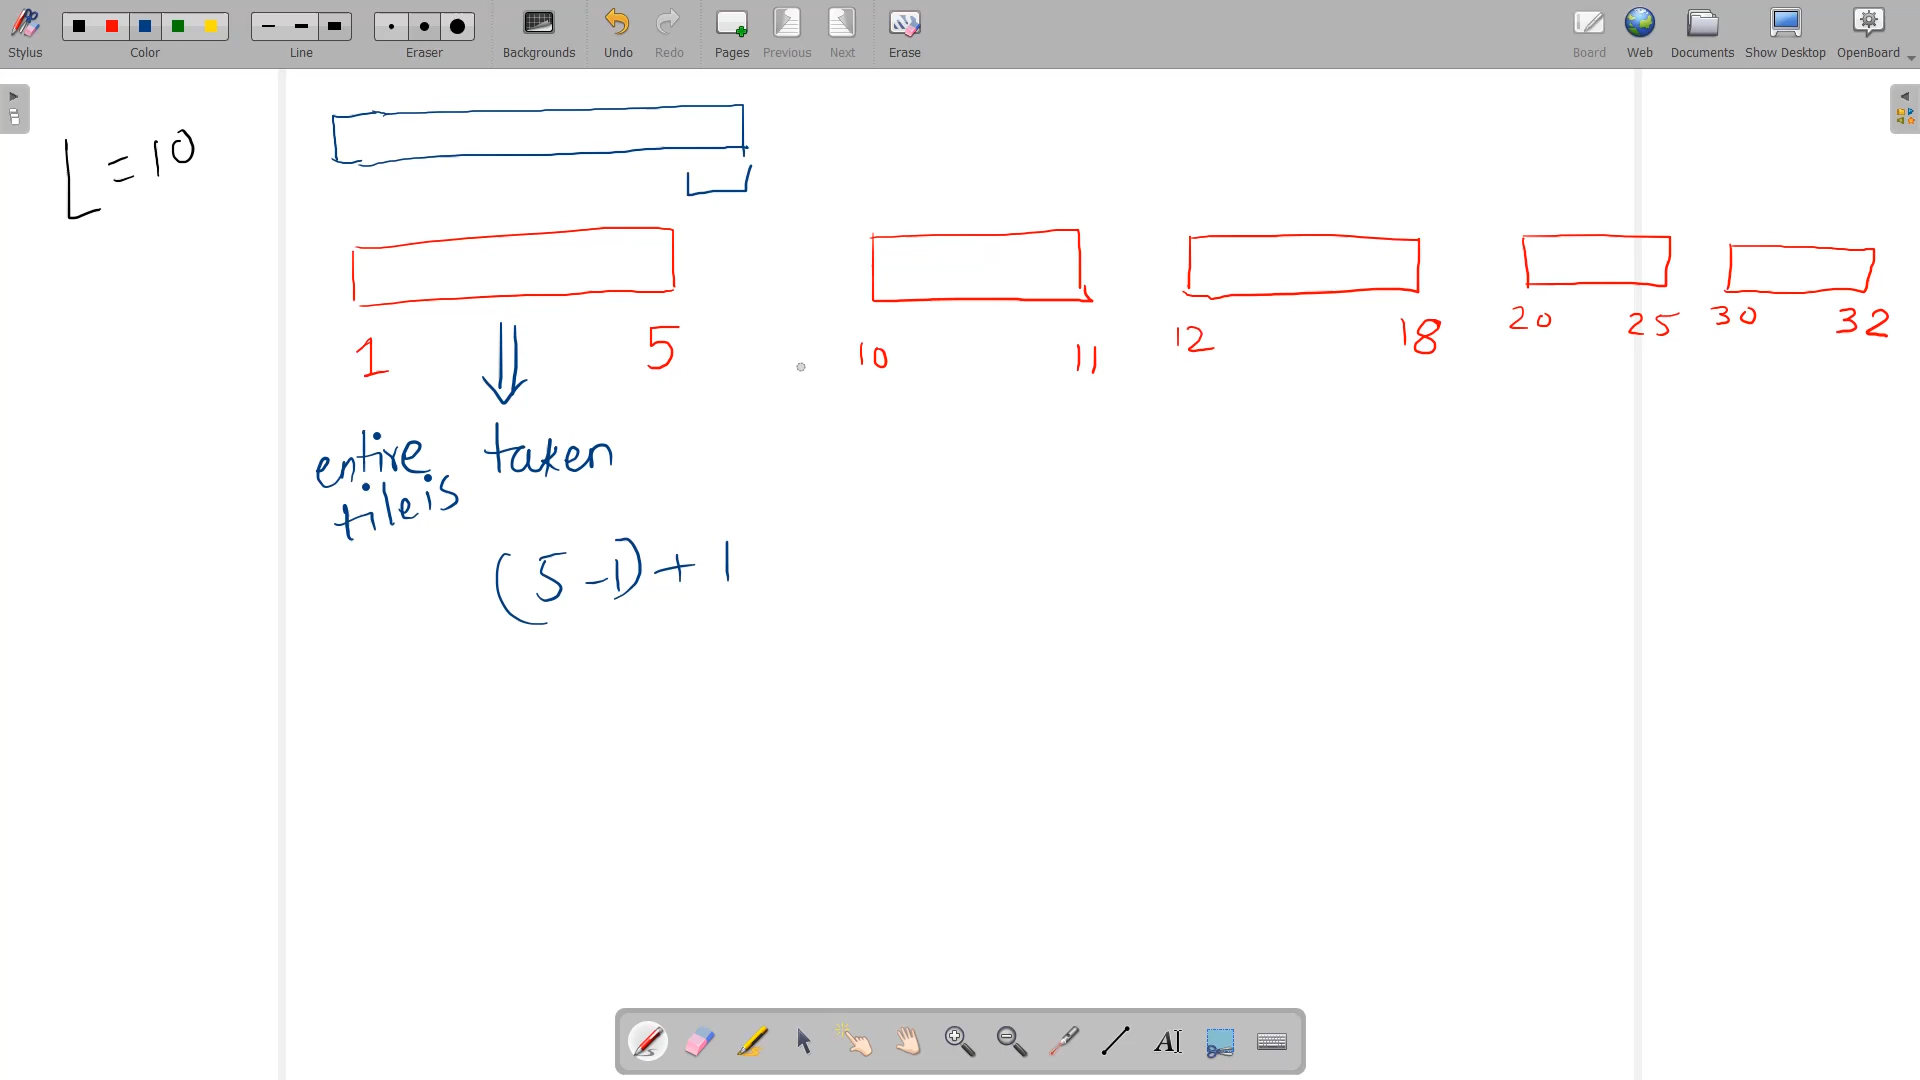 Stylus Color Line Eraser Backgrounds Undo Redo Pages Previous Next Erase Board Web Documents Show Desktop OpenBoard
L = 10
1 5 10 11 12 18 20 25 30 32
entire taken
tile is
(5 - 1) + 1
AI